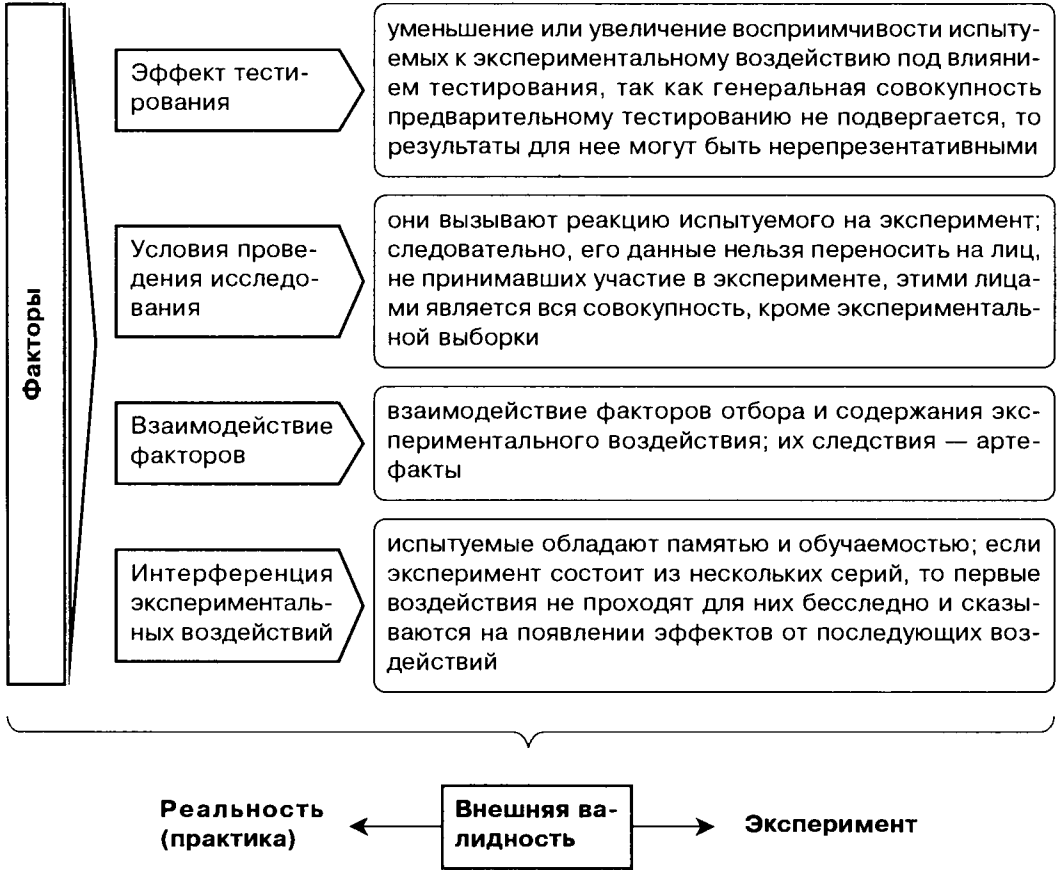 Факторы
Эффект тести-
рования
уменьшение или увеличение восприимчивости испыту-
емых к экспериментальному воздействию под влияни-
ем тестирования, так как генеральная совокупность
предварительному тестированию не подвергается, то
результаты для нее могут быть нерепрезентативными
Условия прове-
дения исследо-
вания
они вызывают реакцию испытуемого на эксперимент;
следовательно, его данные нельзя переносить на лиц,
не принимавших участие в эксперименте, этими лица-
ми является вся совокупность, кроме эксперименталь-
ной выборки
Взаимодействие
факторов
взаимодействие факторов отбора и содержания экс-
периментального воздействия; их следствия — арте-
факты
Интерференция
эксперименталь-
ных воздействий
испытуемые обладают памятью и обучаемостью; если
эксперимент состоит из нескольких серий, то первые
воздействия не проходят для них бесследно и сказы-
ваются на появлении эффектов от последующих воз-
действий
Реальность
(практика)
Внешняя ва-
лидность
Эксперимент